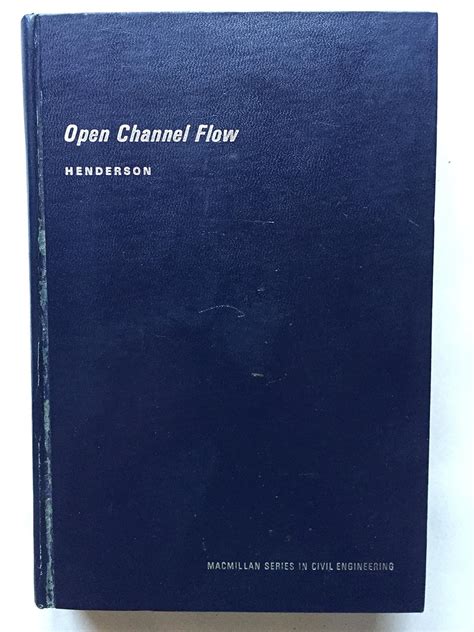 Open Channel Flow
HENDERSON
MACMILLAN SERIES IN CIVIL ENGINEERING